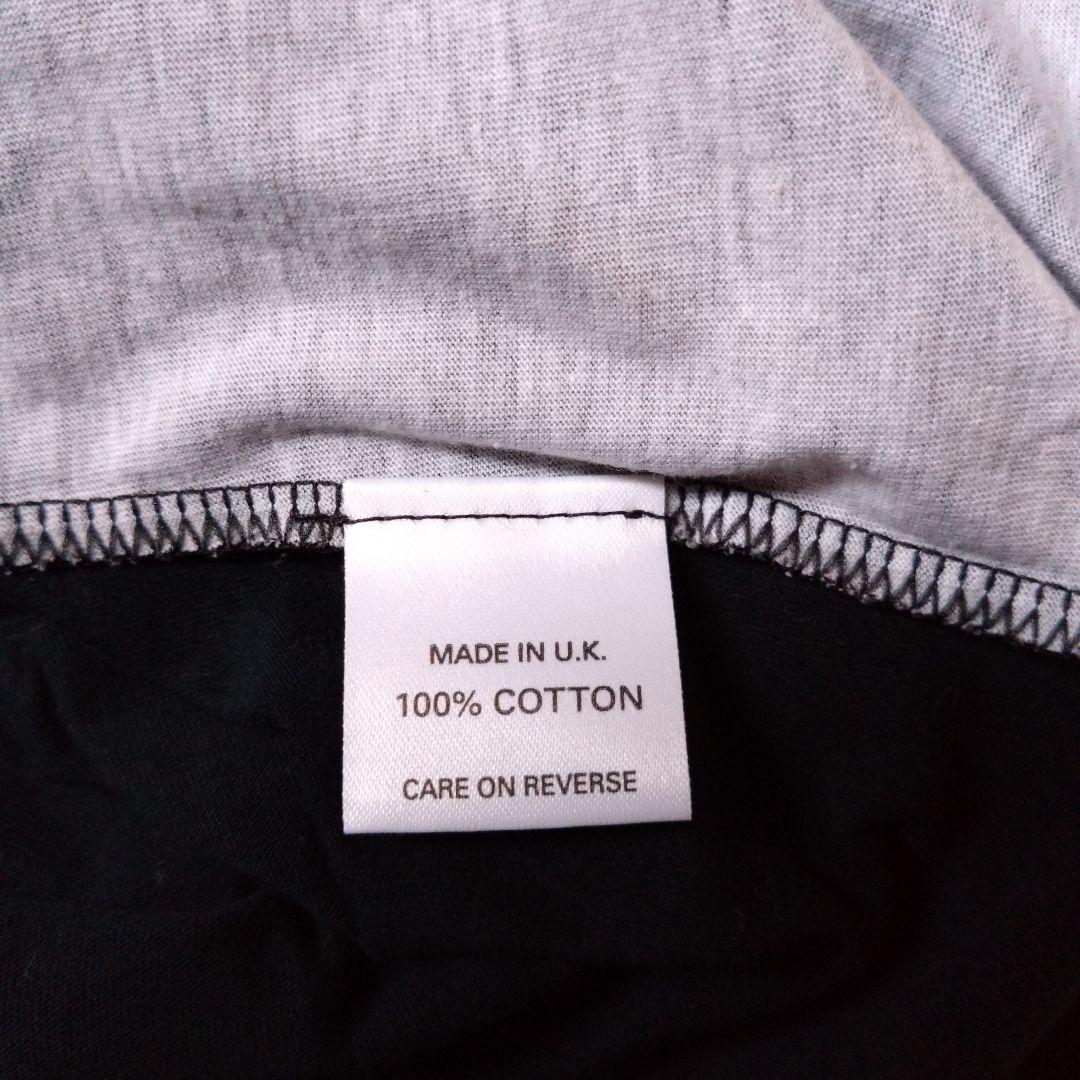 MADE IN U.K.
100% COTTON
CARE ON REVERSE